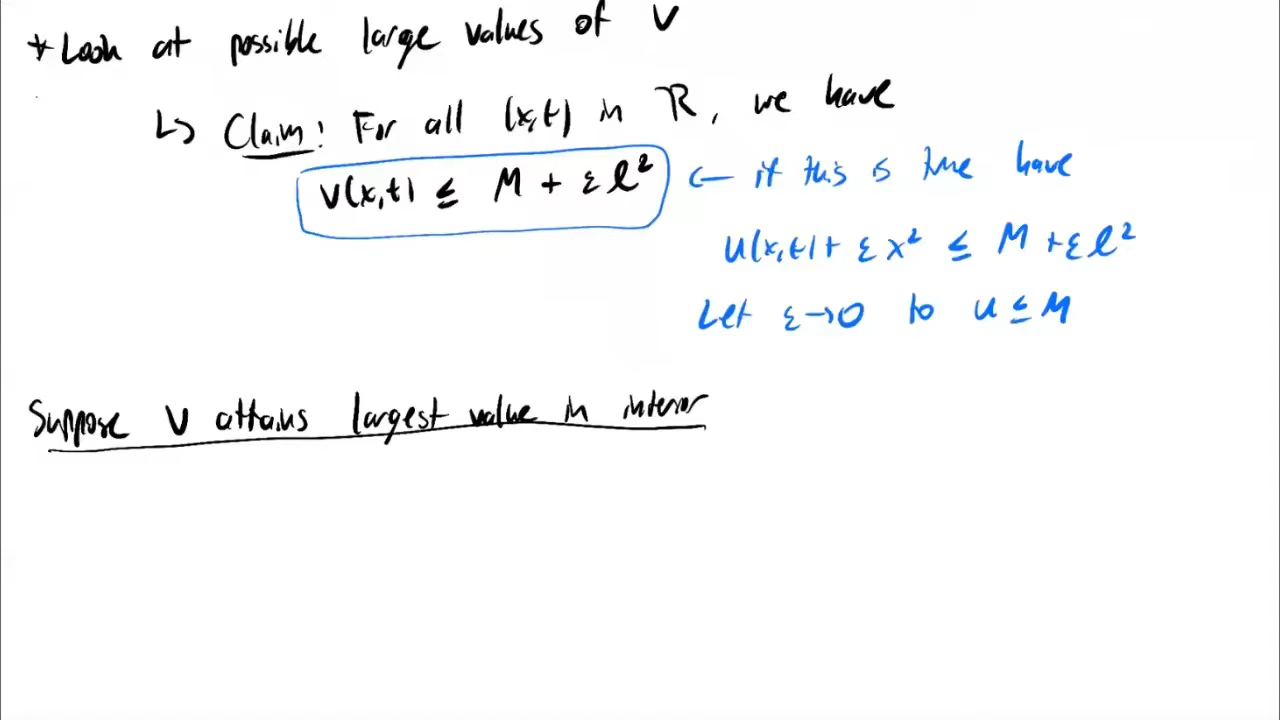 * Look at possible large values of V
↳ Claim: For all (x,t) in R, we have
V(x,t) ≤ M + εl² ← if this is true have
U(x,t) + εx² ≤ M + εl²
Let ε→0 to u ≤ M
Suppose V attains largest value in interior